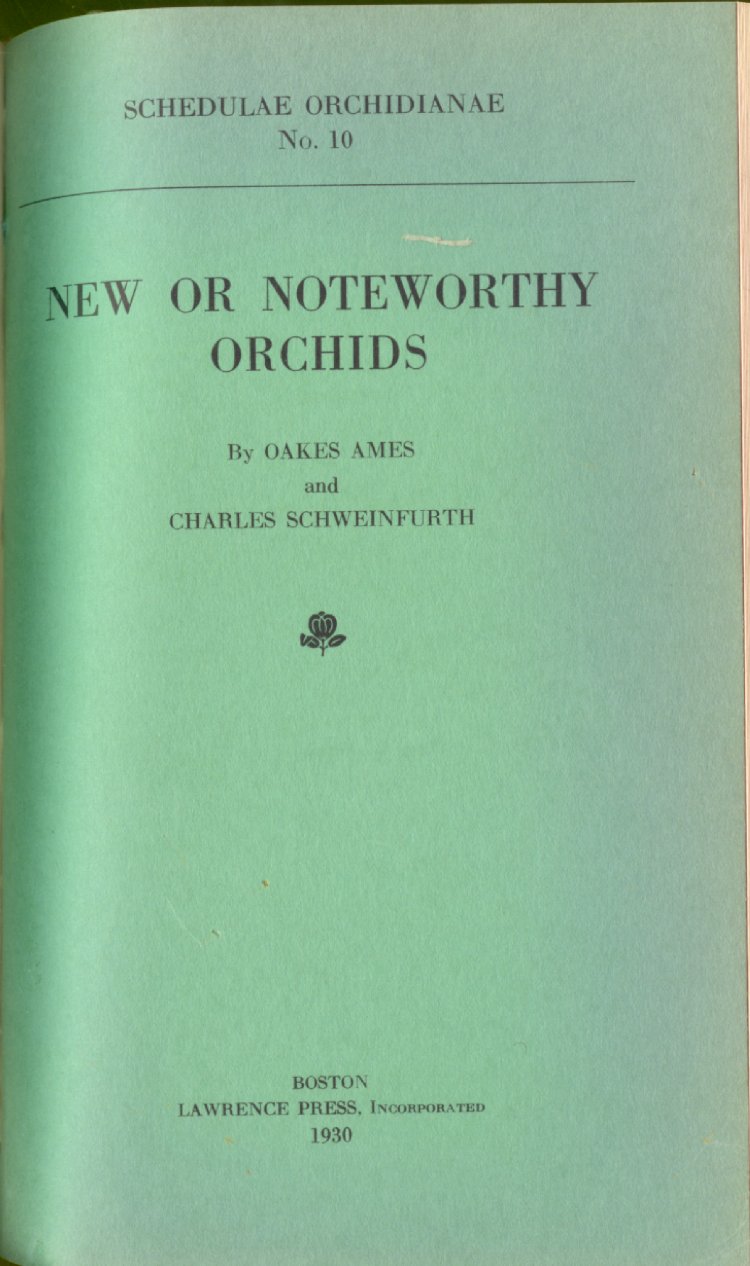 SCHEDULAE ORCHIDIANAE
No. 10
NEW OR NOTEWORTHY
ORCHIDS
By OAKES AMES
and
CHARLES SCHWEINFURTH
BOSTON
LAWRENCE PRESS, Incorporated
1930